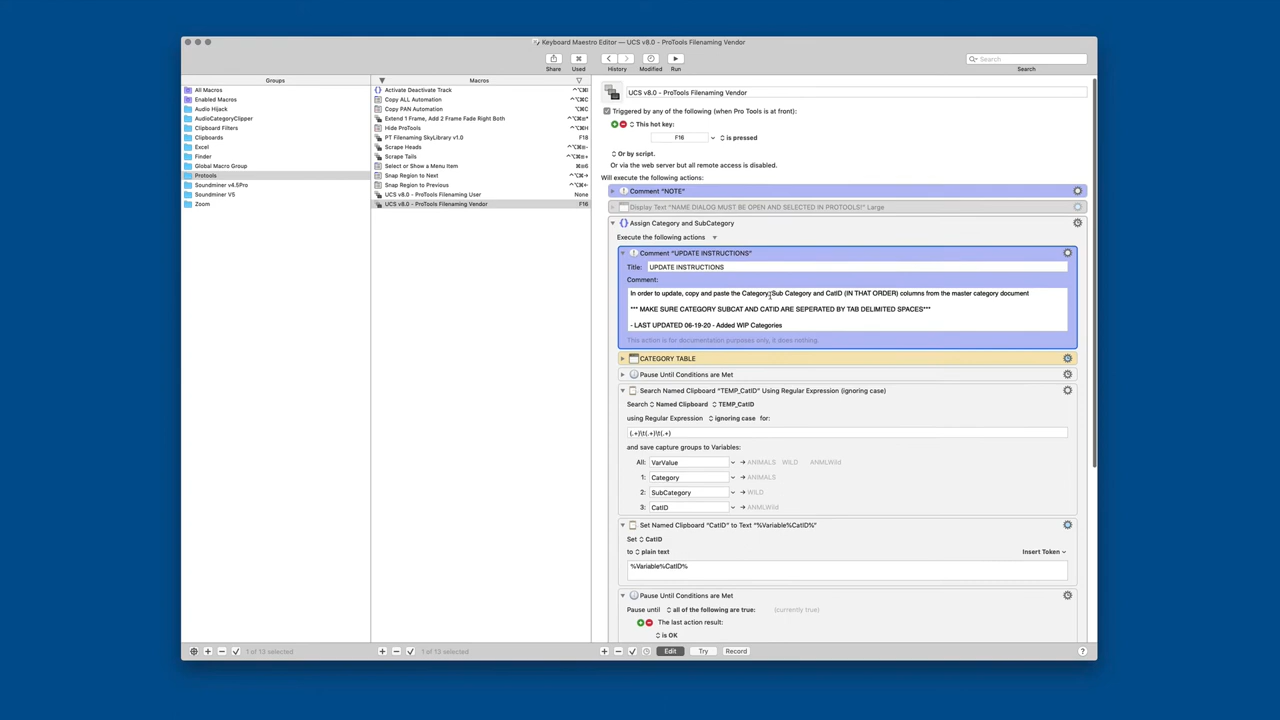 Keyboard Maestro Editor — UCS v8.0 - ProTools Filenaming Vendor
Share
Used
History
Modified
Run
Search
Search
Groups
All Macros
Enabled Macros
Audio Hijack
AudioCategoryClipper
Clipboard Filters
Clipboards
Excel
Finder
Global Macro Group
Protools
Soundminer v4.5Pro
Soundminer V5
Zoom
Macros
Activate Deactivate Track ^⌥⌘I
Copy ALL Automation ^⌥⌘C
Copy PAN Automation ^⌥⌘C
Extend 1 Frame, Add 2 Frame Fade Right Both
Hide ProTools ^⌥⌘H
PT Filenaming SkyLibrary v1.0 F18
Scrape Heads
Scrape Tails
Select or Show a Menu Item
Snap Region to Next
Snap Region to Previous
UCS v8.0 - ProTools Filenaming User None
UCS v8.0 - ProTools Filenaming Vendor F16
UCS v8.0 - ProTools Filenaming Vendor
Triggered by any of the following (when Pro Tools is at front):
This hot key:
F16 is pressed
Or by script.
Or via the web server but all remote access is disabled.
Will execute the following actions:
Comment "NOTE"
Display Text "NAME DIALOG MUST BE OPEN AND SELECTED IN PROTOOLS!" Large
Assign Category and SubCategory
Execute the following actions
Comment "UPDATE INSTRUCTIONS"
Title: UPDATE INSTRUCTIONS
Comment:
In order to update, copy and paste the Category, Sub Category and CatID (IN THAT ORDER) columns from the master category document
*** MAKE SURE CATEGORY SUBCAT AND CATID ARE SEPERATED BY TAB DELIMITED SPACES***
- LAST UPDATED 06-19-20 - Added WIP Categories
This action is for documentation purposes only, it does nothing.
CATEGORY TABLE
Pause Until Conditions are Met
Search Named Clipboard "TEMP_CatID" Using Regular Expression (ignoring case)
Search Named Clipboard TEMP_CatID
using Regular Expression ignoring case for:
(.+)\t(.+)\t(.+)
and save capture groups to Variables:
All: VarValue → ANIMALS WILD ANMLWild
1: Category → ANIMALS
2: SubCategory → WILD
3: CatID → ANMLWild
Set Named Clipboard "CatID" to Text "%Variable%CatID%"
Set CatID
to plain text Insert Token
%Variable%CatID%
Pause Until Conditions are Met
Pause until all of the following are true: (currently true)
The last action result:
is OK
1 of 13 selected
1 of 13 selected
Edit
Try
Record
?